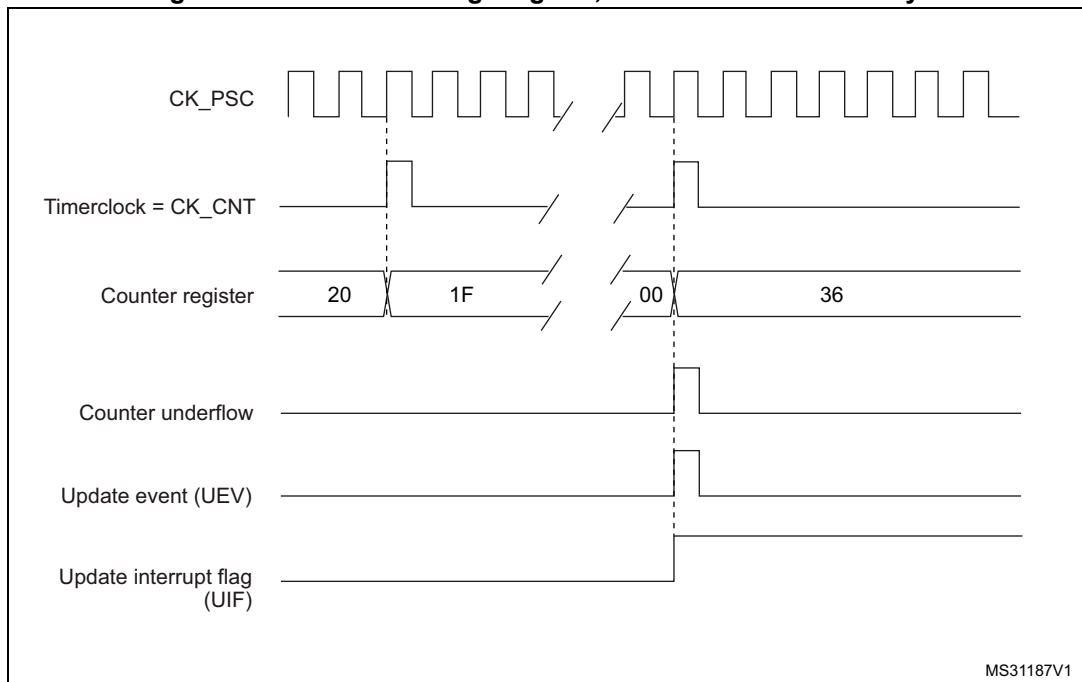 CK_PSC
Timerclock = CK_CNT
Counter register
20
1F
00
36
Counter underflow
Update event (UEV)
Update interrupt flag
(UIF)
MS31187V1